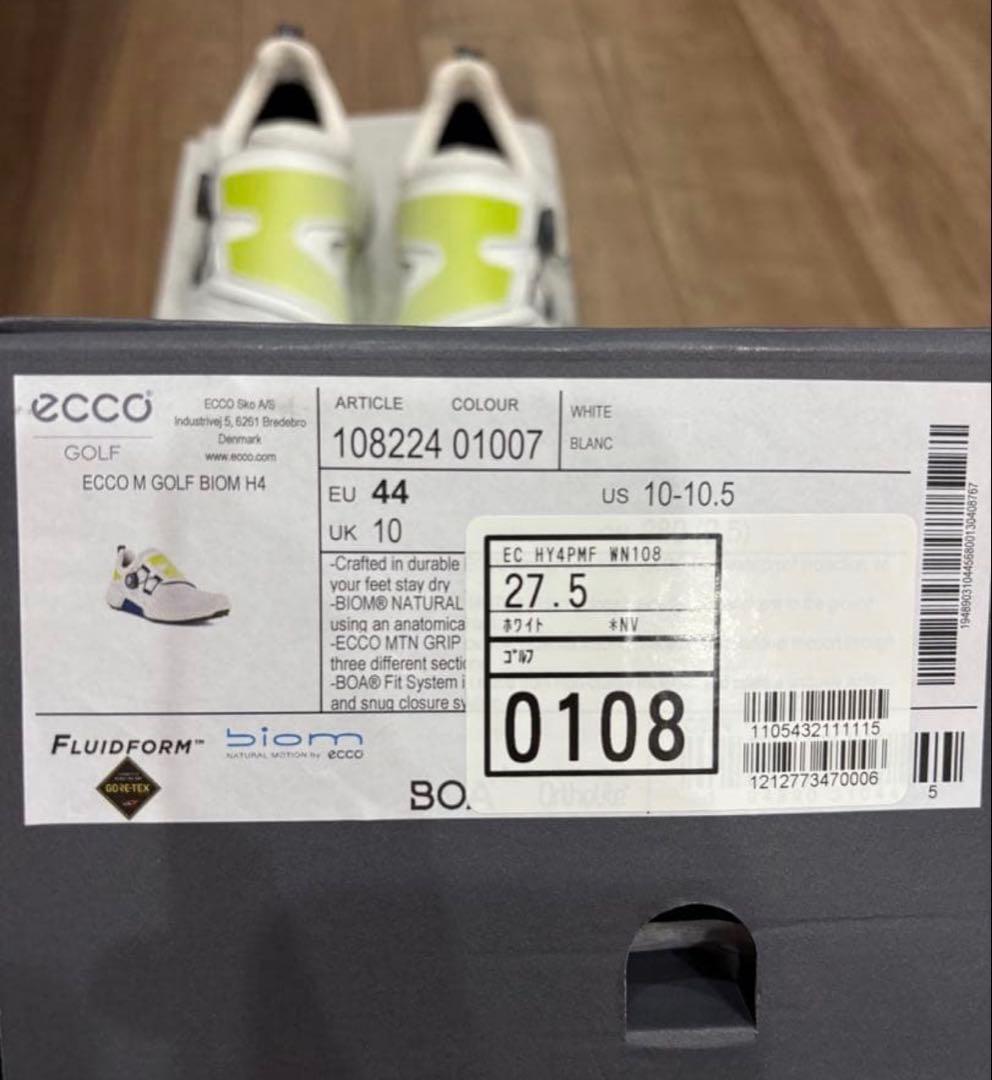 ecco®
GOLF
ECCO Sko A/S
Industrivej 5, 6261 Bredebro
Denmark
www.ecco.com
ECCO M GOLF BIOM H4
ARTICLE COLOUR
108224 01007
WHITE
BLANC
EU 44
US 10-10.5
UK 10
-Crafted in durable
your feet stay dry
-BIOM® NATURAL
using an anatomica
-ECCO MTN GRIP
three different secti
-BOA® Fit System i
and snug closure sy
EC HY4PMF WN108
27.5
ホワイト *NV
ゴルフ
0108
1105432111115
1212773470006
1948903104456800130408767
5
FLUIDFORM™
biom
NATURAL MOTION by ecco
GORE-TEX
BOA
OrthoLite